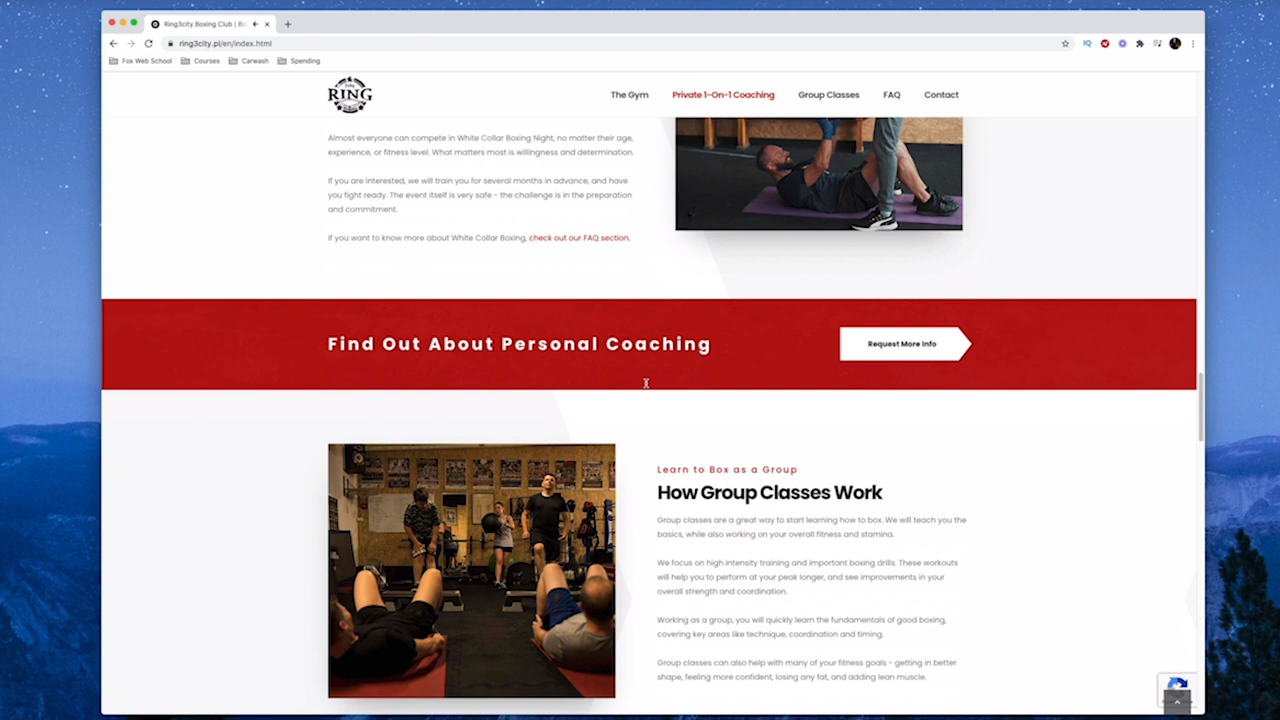 Ring3city Boxing Club | Bo
ring3city.pl/en/index.html
Fox Web School
Courses
Carwash
Spending
RING
The Gym
Private 1-On-1 Coaching
Group Classes
FAQ
Contact
Almost everyone can compete in White Collar Boxing Night, no matter their age,
experience, or fitness level. What matters most is willingness and determination.
If you are interested, we will train you for several months in advance, and have
you fight ready. The event itself is very safe - the challenge is in the preparation
and commitment.
If you want to know more about White Collar Boxing, check out our FAQ section.
Find Out About Personal Coaching
Request More Info
Learn to Box as a Group
How Group Classes Work
Group classes are a great way to start learning how to box. We will teach you the
basics, while also working on your overall fitness and stamina.
We focus on high intensity training and important boxing drills. These workouts
will help you to perform at your peak longer, and see improvements in your
overall strength and coordination.
Working as a group, you will quickly learn the fundamentals of good boxing,
covering key areas like technique, coordination and timing.
Group classes can also help with many of your fitness goals - getting in better
shape, feeling more confident, losing any fat, and adding lean muscle.